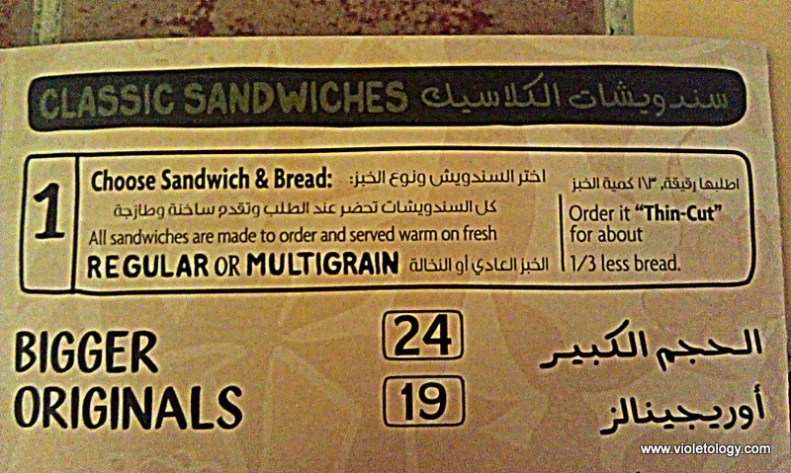 CLASSIC SANDWICHES سندويشات الكلاسيك
1
Choose Sandwich & Bread: اختر السندويش ونوع الخبز:
كل السندويشات تحضر عند الطلب وتقدم ساخنة وطازجة
All sandwiches are made to order and served warm on fresh
REGULAR OR MULTIGRAIN الخبز العادي أو النخالة
اطلبها رقيقة، ١\٣ كمية الخبز
Order it “Thin-Cut”
for about
1/3 less bread.
BIGGER 24 الحجم الكبير
ORIGINALS 19 أوريجينالز
www.violetology.com